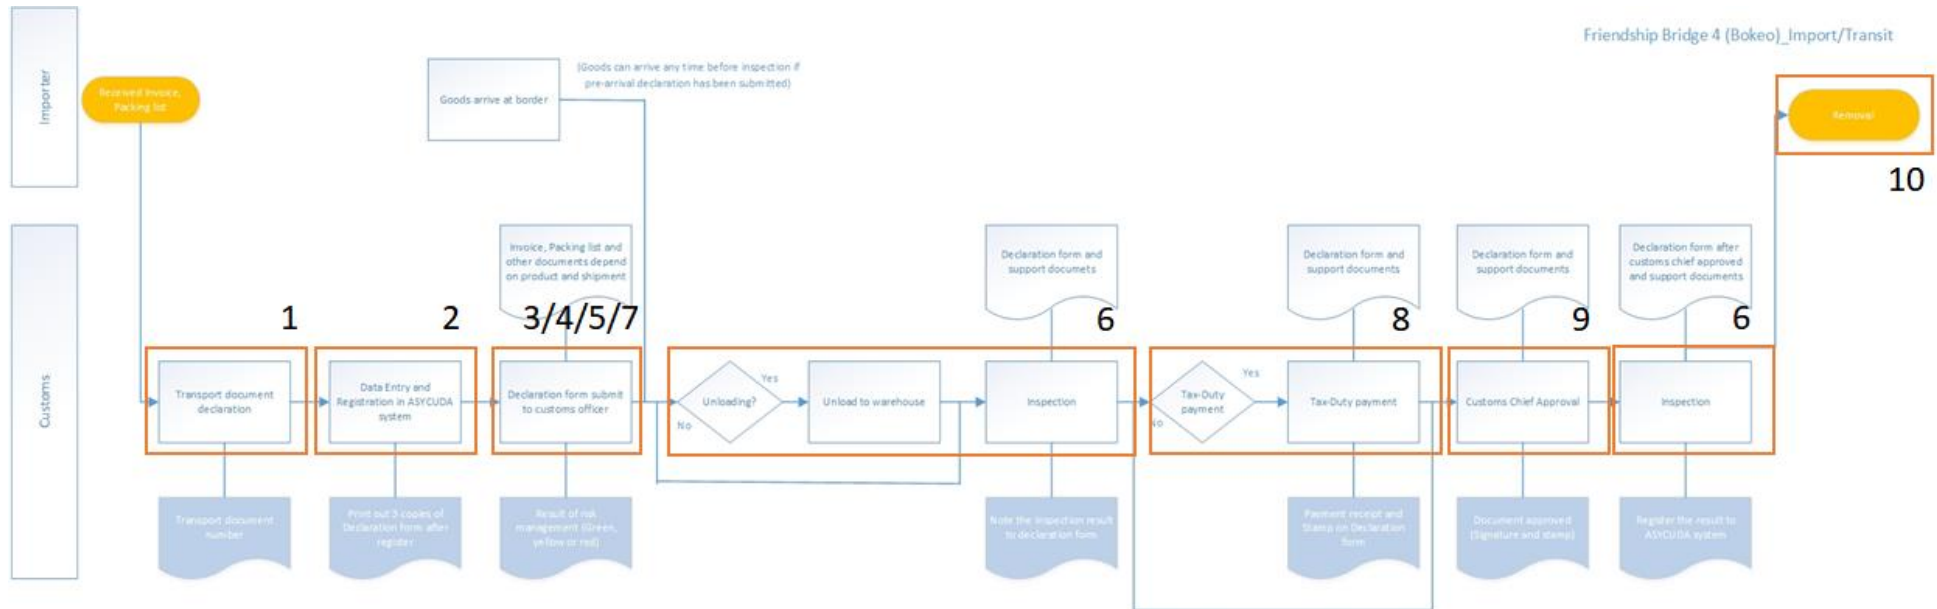 Friendship Bridge 4 (Bokeo)_Import/Transit
Importer
Received Invoice,
Packing list
Goods arrive at border
(Goods can arrive any time before inspection if
pre-arrival declaration has been submitted)
Removal
10
Customs
Invoice, Packing list and
other documents depend
on product and shipment
Declaration form and
support documets
Declaration form and
support documents
Declaration form and
support documents
Declaration form after
customs chief approved
and support documents
1
2
3/4/5/7
6
8
9
6
Transport document
declaration
Data Entry and
Registration in ASYCUDA
system
Declaration form submit
to customs officer
Unloading?
Yes
No
Unload to warehouse
Inspection
Tax-Duty
payment
Yes
No
Tax-Duty payment
Customs Chief Approval
Inspection
Transport document
number
Print out 3 copies of
Declaration form after
register
Result of risk
management (Green,
yellow or red)
Note the inspection result
to declaration form
Payment receipt and
Stamp on Declaration
form
Document approved
(Signature and stamp)
Register the result to
ASYCUDA system